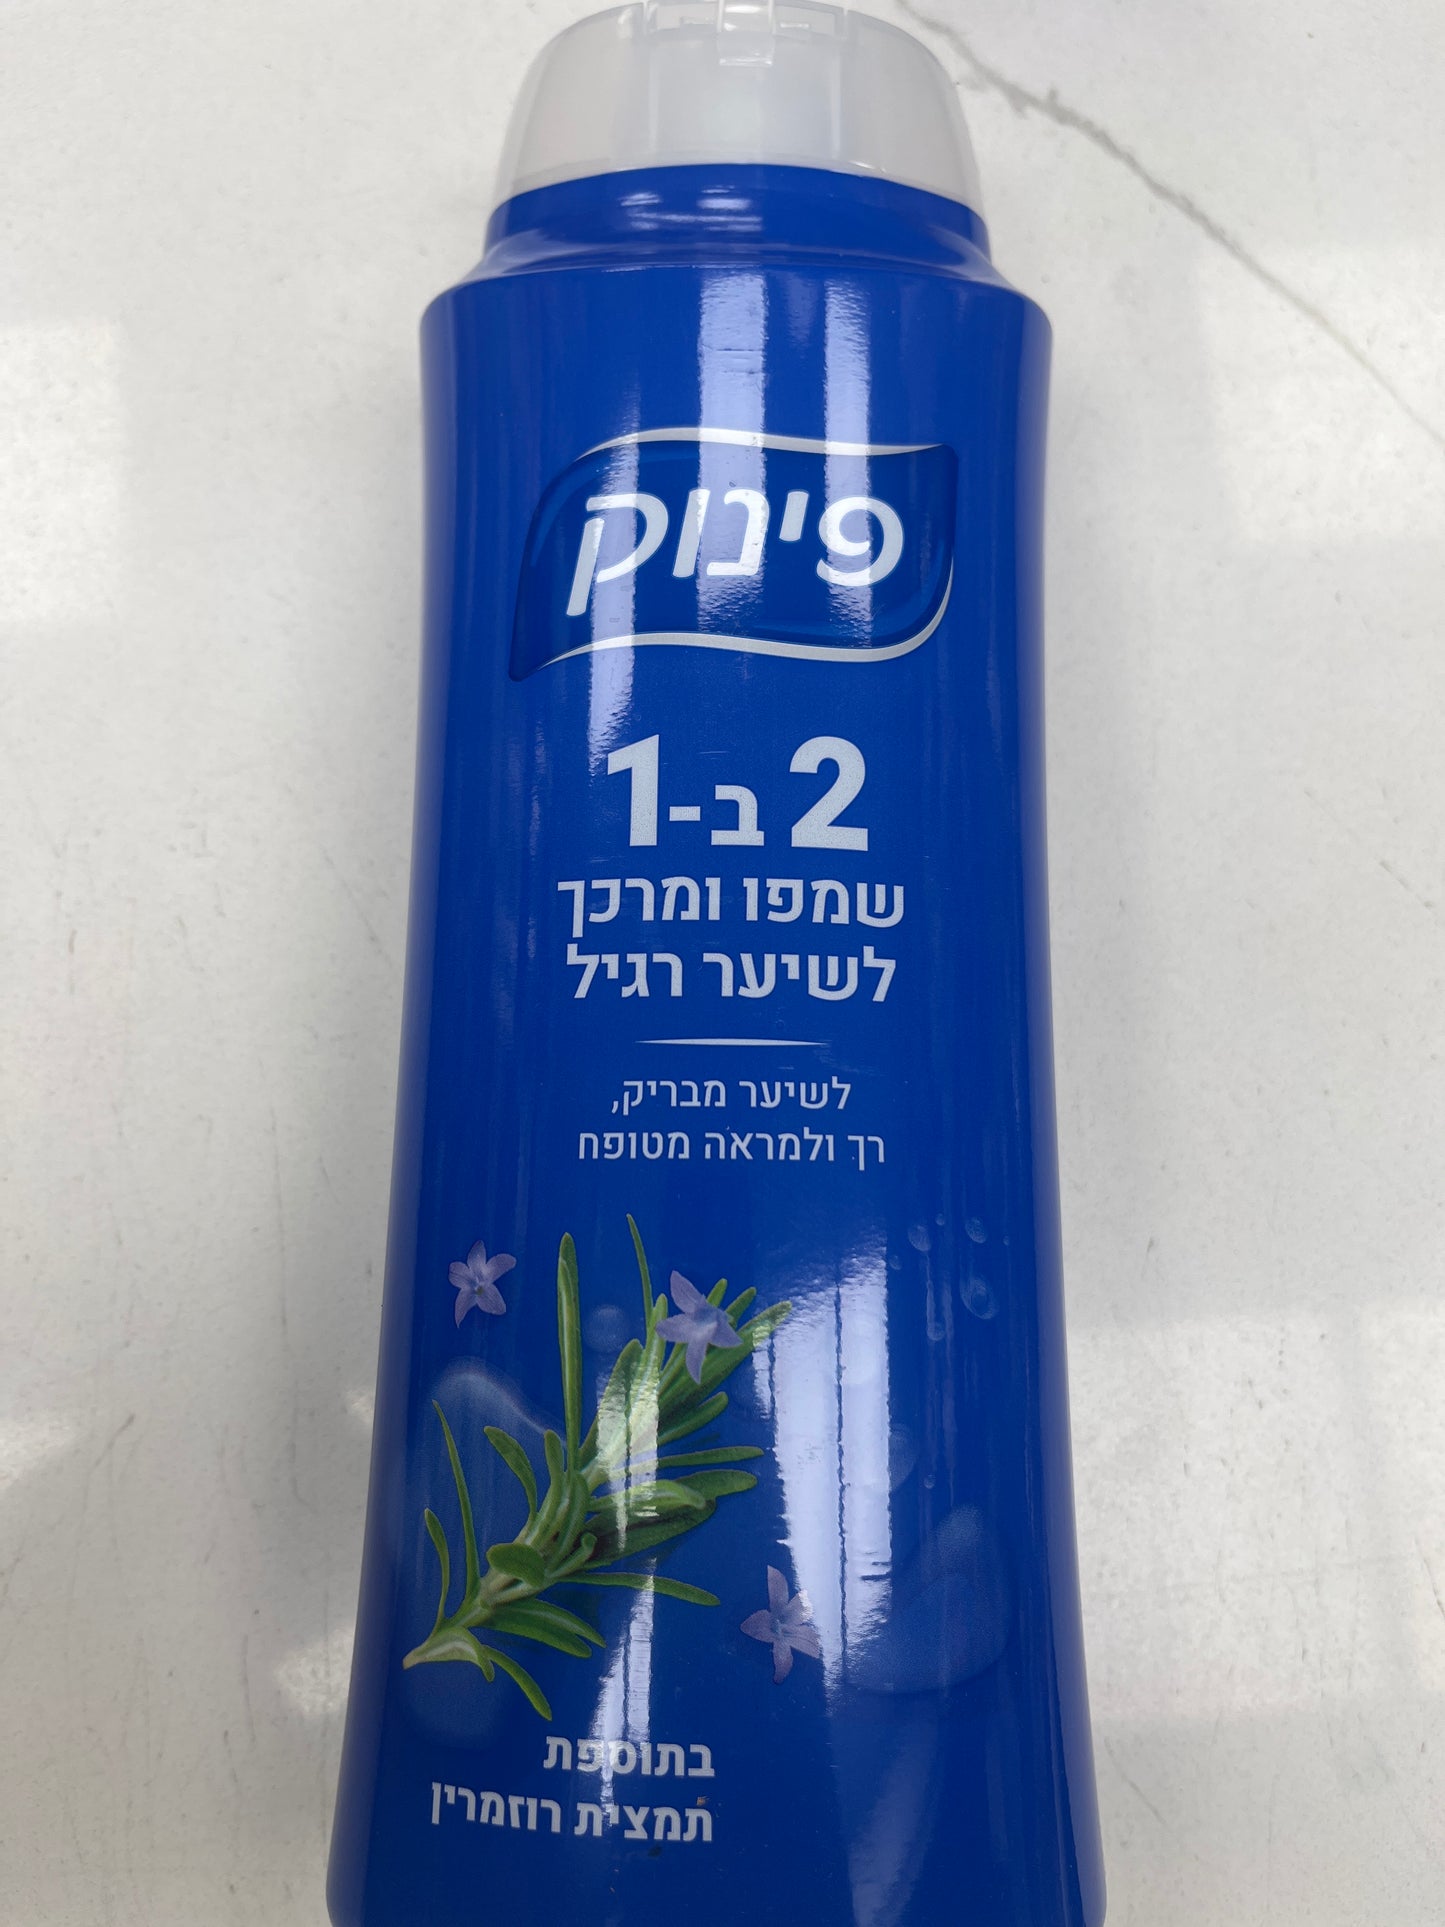 פינוק
2 ב-1
שמפו ומרכך
לשיער רגיל
לשיער מבריק,
רך ולמראה מטופח
בתוספת
תמצית רוזמרין